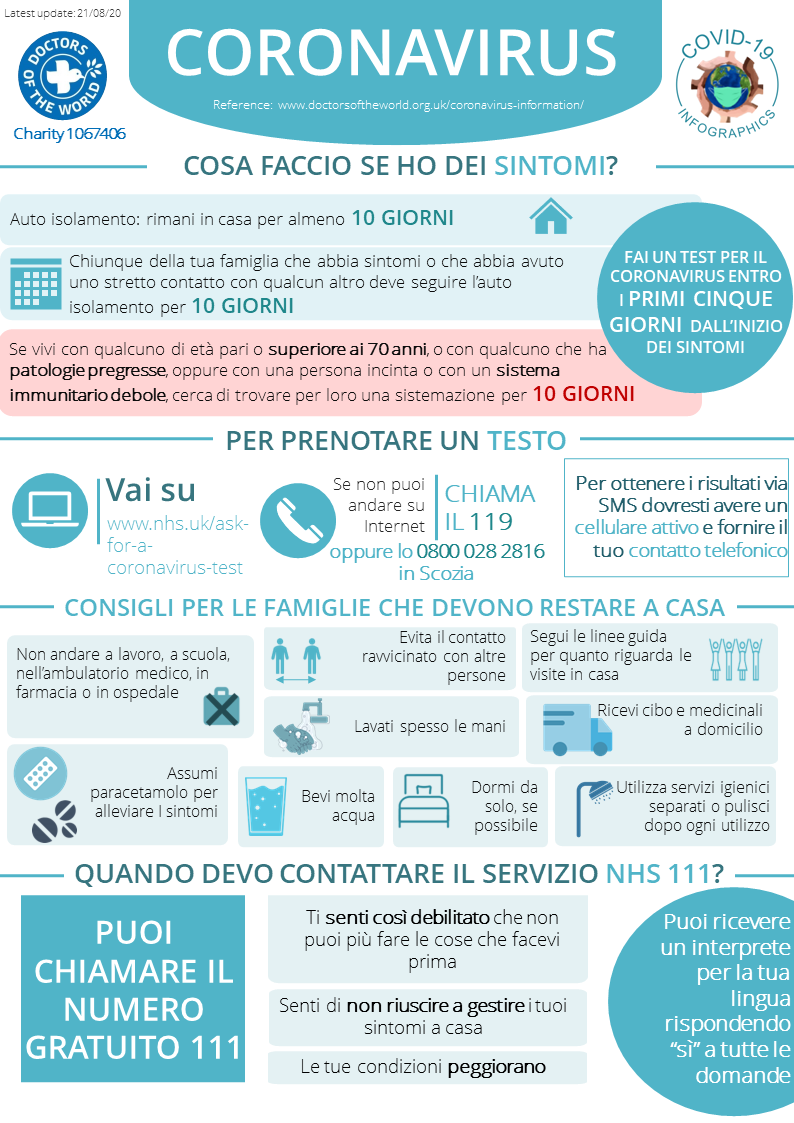 Latest update: 21/08/20
DOCTORS
OF THE WORLD
Charity 1067406
CORONAVIRUS
Reference: www.doctorsoftheworld.org.uk/coronavirus-information/
COVID-19
INFOGRAPHICS
COSA FACCIO SE HO DEI SINTOMI?
Auto isolamento: rimani in casa per almeno 10 GIORNI
Chiunque della tua famiglia che abbia sintomi o che abbia avuto
uno stretto contatto con qualcun altro deve seguire l'auto
isolamento per 10 GIORNI
FAI UN TEST PER IL
CORONAVIRUS ENTRO
I PRIMI CINQUE
GIORNI DALL'INIZIO
DEI SINTOMI
Se vivi con qualcuno di età pari o superiore ai 70 anni, o con qualcuno che ha
patologie pregresse, oppure con una persona incinta o con un sistema
immunitario debole, cerca di trovare per loro una sistemazione per 10 GIORNI
PER PRENOTARE UN TESTO
Vai su
www.nhs.uk/ask-
for-a-
coronavirus-test
Se non puoi
andare su
Internet
CHIAMA
IL 119
oppure lo 0800 028 2816
in Scozia
Per ottenere i risultati via
SMS dovresti avere un
cellulare attivo e fornire il
tuo contatto telefonico
CONSIGLI PER LE FAMIGLIE CHE DEVONO RESTARE A CASA
Non andare a lavoro, a scuola,
nell'ambulatorio medico, in
farmacia o in ospedale
Evita il contatto
ravvicinato con altre
persone
Segui le linee guida
per quanto riguarda le
visite in casa
Lavati spesso le mani
Ricevi cibo e medicinali
a domicilio
Assumi
paracetamolo per
alleviare I sintomi
Bevi molta
acqua
Dormi da
solo, se
possibile
Utilizza servizi igienici
separati o pulisci
dopo ogni utilizzo
QUANDO DEVO CONTATTARE IL SERVIZIO NHS 111?
PUOI
CHIAMARE IL
NUMERO
GRATUITO 111
Ti senti così debilitato che non
puoi più fare le cose che facevi
prima
Senti di non riuscire a gestire i tuoi
sintomi a casa
Le tue condizioni peggiorano
Puoi ricevere
un interprete
per la tua
lingua
rispondendo
"sì" a tutte le
domande